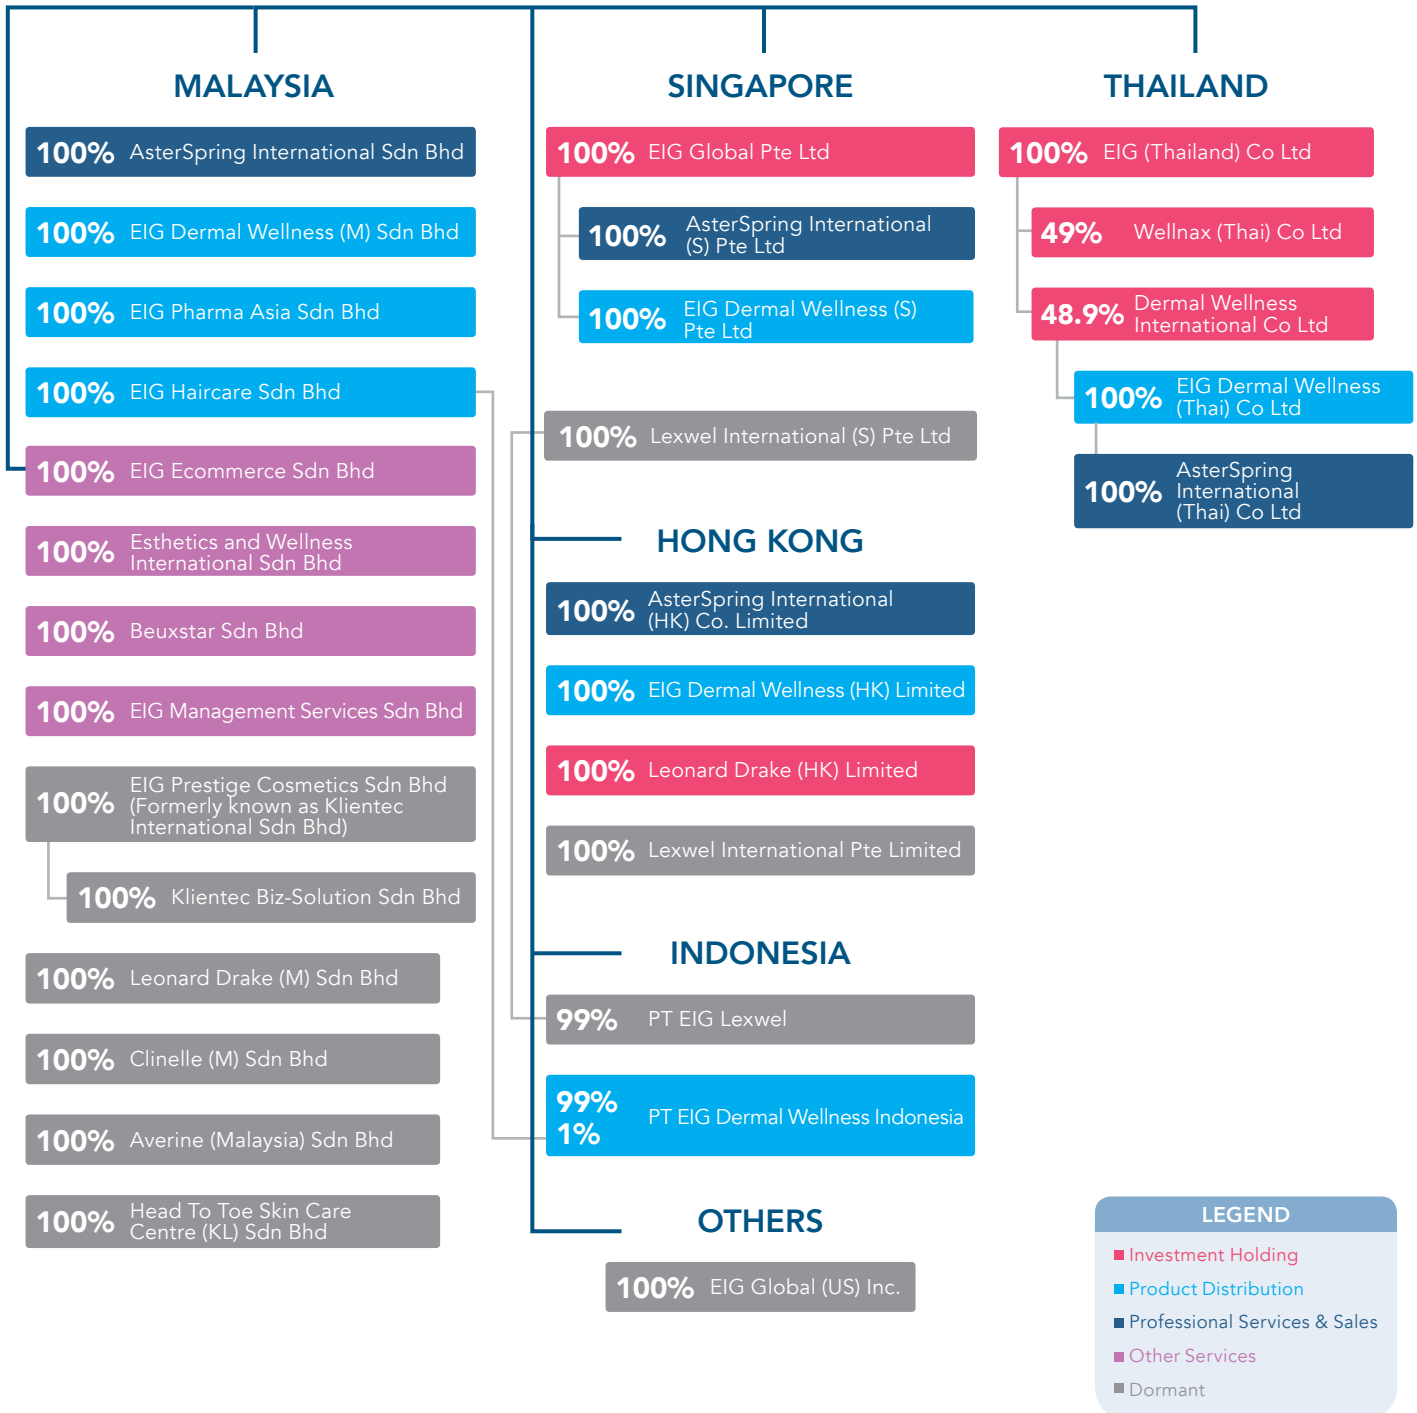 MALAYSIA
100% AsterSpring International Sdn Bhd
100% EIG Dermal Wellness (M) Sdn Bhd
100% EIG Pharma Asia Sdn Bhd
100% EIG Haircare Sdn Bhd
100% EIG Ecommerce Sdn Bhd
100% Esthetics and Wellness
International Sdn Bhd
100% Beuxstar Sdn Bhd
100% EIG Management Services Sdn Bhd
100% EIG Prestige Cosmetics Sdn Bhd
(Formerly known as Klientec
International Sdn Bhd)
100% Klientec Biz-Solution Sdn Bhd
100% Leonard Drake (M) Sdn Bhd
100% Clinelle (M) Sdn Bhd
100% Averine (Malaysia) Sdn Bhd
100% Head To Toe Skin Care
Centre (KL) Sdn Bhd
SINGAPORE
100% EIG Global Pte Ltd
100% AsterSpring International
(S) Pte Ltd
100% EIG Dermal Wellness (S)
Pte Ltd
100% Lexwel International (S) Pte Ltd
HONG KONG
100% AsterSpring International
(HK) Co. Limited
100% EIG Dermal Wellness (HK) Limited
100% Leonard Drake (HK) Limited
100% Lexwel International Pte Limited
INDONESIA
99% PT EIG Lexwel
99%
1%
PT EIG Dermal Wellness Indonesia
OTHERS
100% EIG Global (US) Inc.
THAILAND
100% EIG (Thailand) Co Ltd
49% Wellnax (Thai) Co Ltd
48.9% Dermal Wellness
International Co Ltd
100% EIG Dermal Wellness
(Thai) Co Ltd
100% AsterSpring
International
(Thai) Co Ltd
LEGEND
Investment Holding
Product Distribution
Professional Services & Sales
Other Services
Dormant